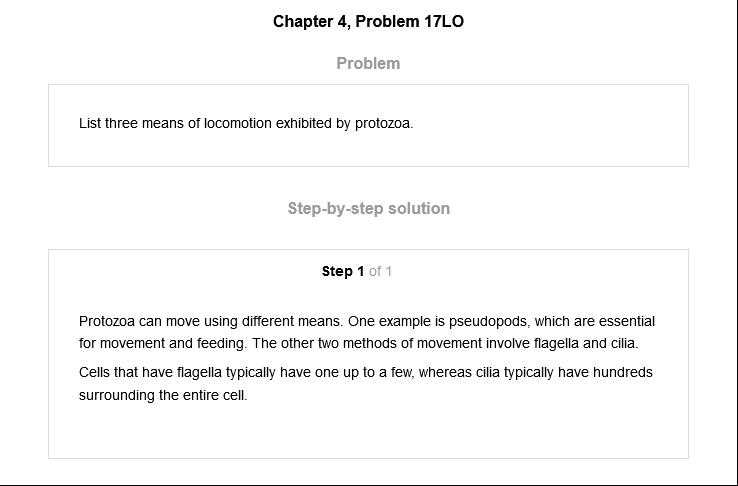 Chapter 4, Problem 17LO
Problem
List three means of locomotion exhibited by protozoa.
Step-by-step solution
Step 1 of 1
Protozoa can move using different means. One example is pseudopods, which are essential
for movement and feeding. The other two methods of movement involve flagella and cilia.
Cells that have flagella typically have one up to a few, whereas cilia typically have hundreds
surrounding the entire cell.